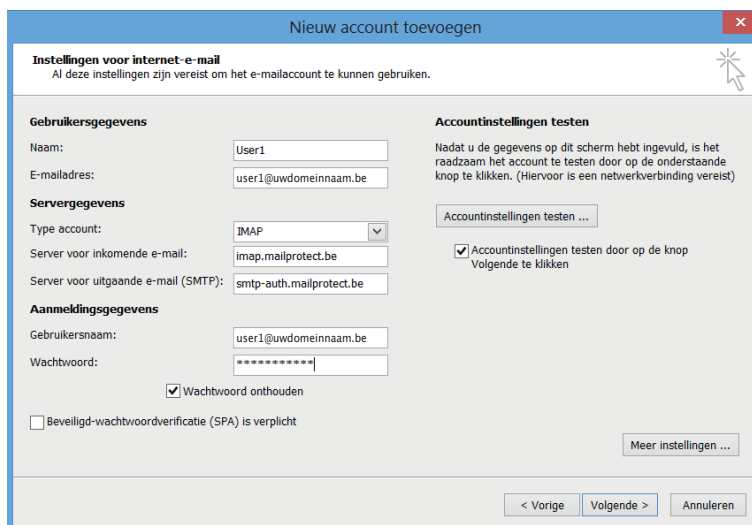 Nieuw account toevoegen
x
Instellingen voor internet-e-mail
Al deze instellingen zijn vereist om het e-mailaccount te kunnen gebruiken.
Gebruikersgegevens
Naam: User1
E-mailadres: user1@uwdomeinnaam.be
Servergegevens
Type account: IMAP
Server voor inkomende e-mail: imap.mailprotect.be
Server voor uitgaande e-mail (SMTP): smtp-auth.mailprotect.be
Aanmeldingsgegevens
Gebruikersnaam: user1@uwdomeinnaam.be
Wachtwoord: ***********
Wachtwoord onthouden
Beveiligd-wachtwoordverificatie (SPA) is verplicht
Accountinstellingen testen
Nadat u de gegevens op dit scherm hebt ingevuld, is het
raadzaam het account te testen door op de onderstaande
knop te klikken. (Hiervoor is een netwerkverbinding vereist)
Accountinstellingen testen ...
Accountinstellingen testen door op de knop
Volgende te klikken
Meer instellingen ...
< Vorige
Volgende >
Annuleren